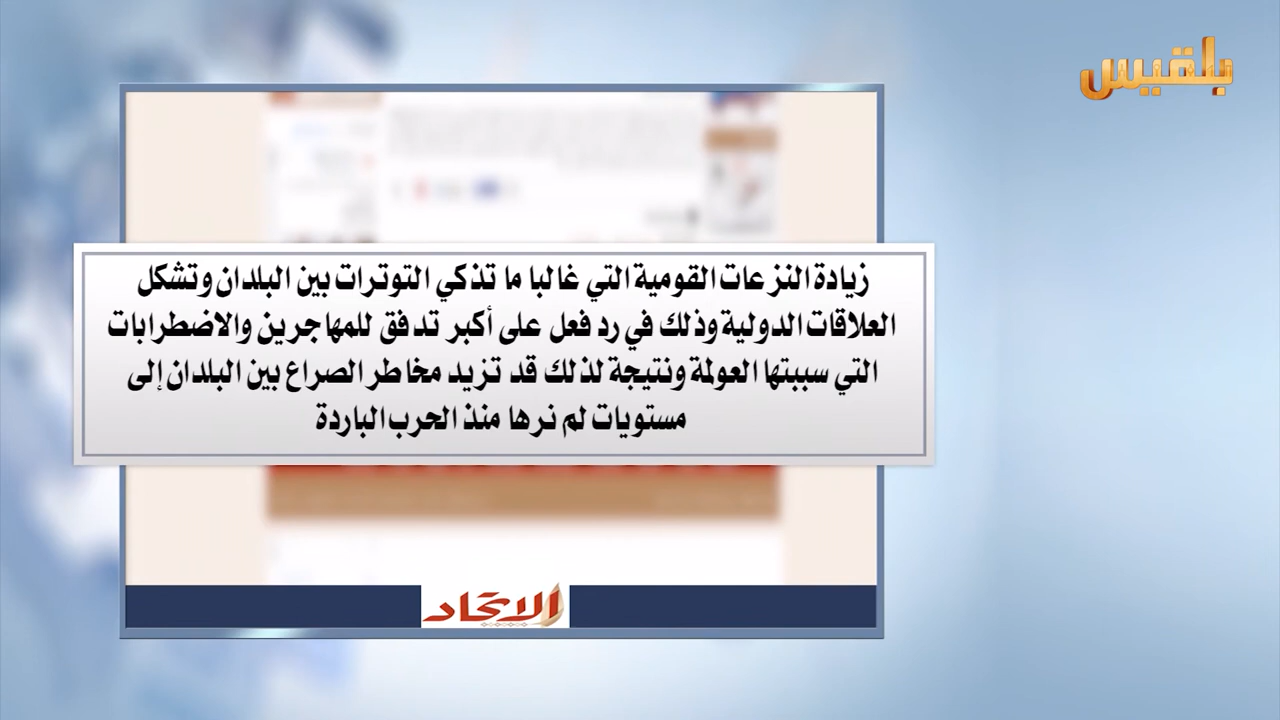 بلقيس
زيادة النزعات القومية التي غالبا ما تذكي التوترات بين البلدان وتشكل
العلاقات الدولية وذلك في رد فعل على أكبر تدفق للمهاجرين والاضطرابات
التي سببتها العولمة ونتيجة لذلك قد تزيد مخاطر الصراع بين البلدان إلى
مستويات لم نرها منذ الحرب الباردة
الاتحاد